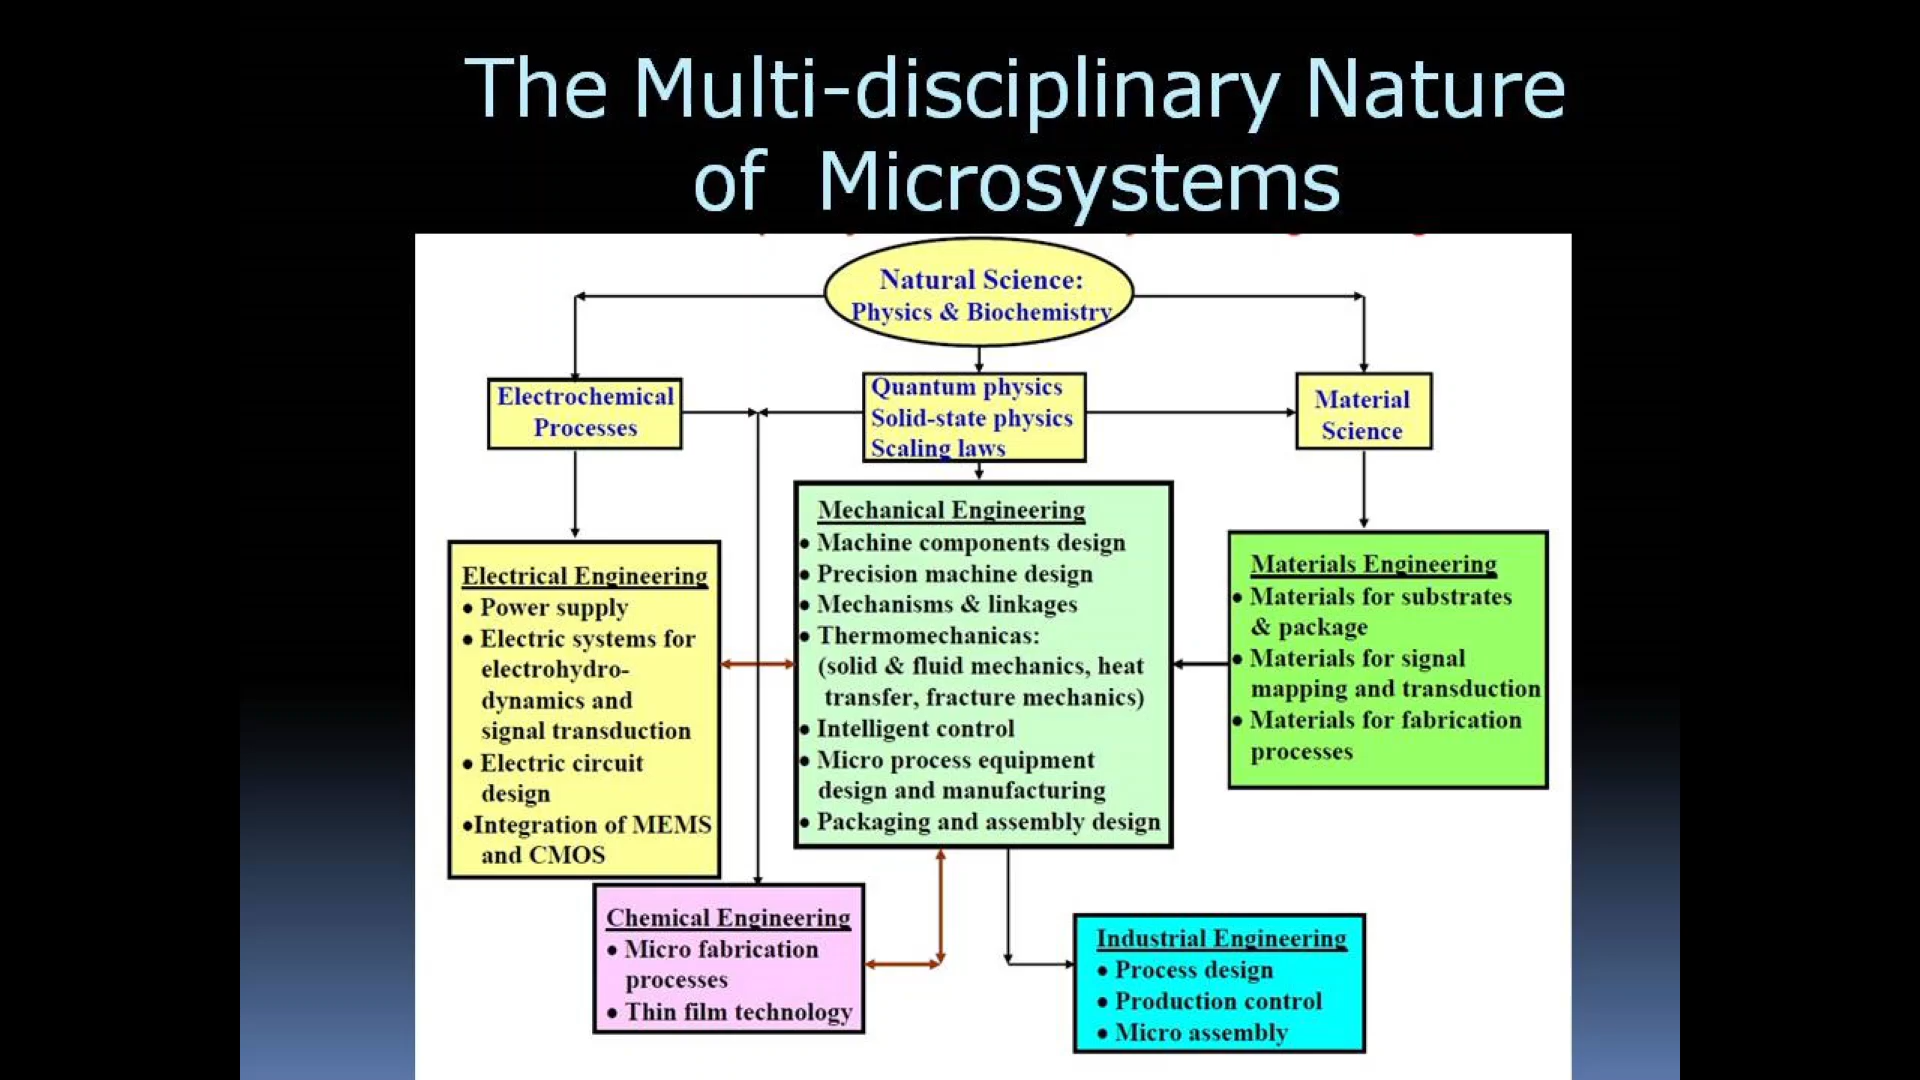 The Multi-disciplinary Nature
of Microsystems
Natural Science:
Physics & Biochemistry
Electrochemical
Processes
Quantum physics
Solid-state physics
Scaling laws
Material
Science
Electrical Engineering
• Power supply
• Electric systems for
electrohydro-
dynamics and
signal transduction
• Electric circuit
design
•Integration of MEMS
and CMOS
Mechanical Engineering
• Machine components design
• Precision machine design
• Mechanisms & linkages
• Thermomechanicas:
(solid & fluid mechanics, heat
transfer, fracture mechanics)
• Intelligent control
• Micro process equipment
design and manufacturing
• Packaging and assembly design
Materials Engineering
• Materials for substrates
& package
• Materials for signal
mapping and transduction
• Materials for fabrication
processes
Chemical Engineering
• Micro fabrication
processes
• Thin film technology
Industrial Engineering
• Process design
• Production control
• Micro assembly